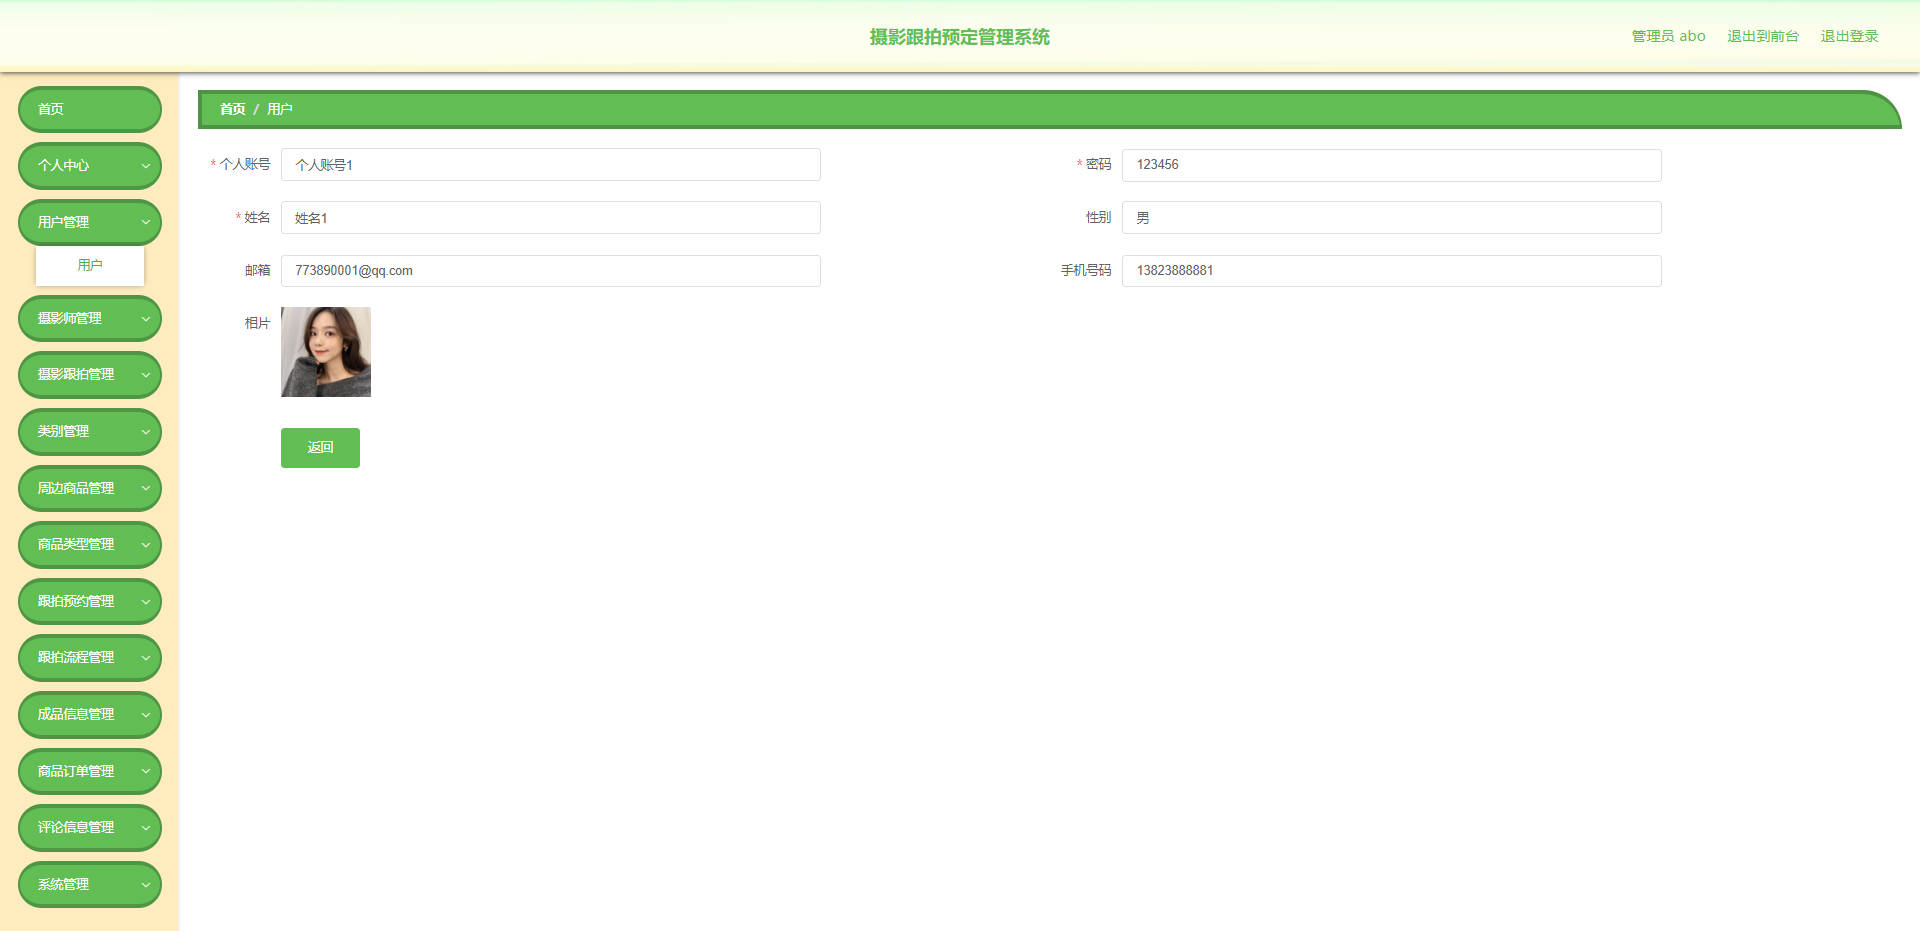 摄影跟拍预定管理系统
管理员 abo 退出到前台 退出登录
首页
个人中心
用户管理
用户
摄影师管理
摄影跟拍管理
类别管理
周边商品管理
商品类型管理
跟拍预约管理
跟拍流程管理
成品信息管理
商品订单管理
评论信息管理
系统管理
首页 / 用户
* 个人账号 个人账号1 * 密码 123456
* 姓名 姓名1 性别 男
邮箱 773890001@qq.com 手机号码 13823888881
相片
返回